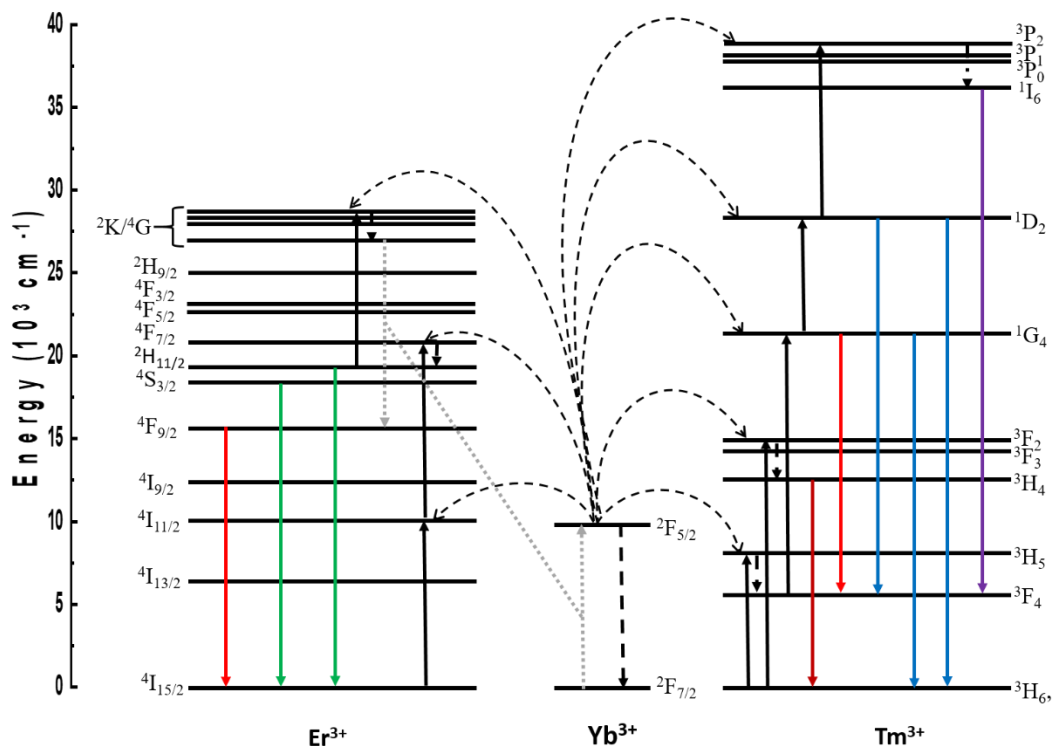 Energy (10³ cm⁻¹)
40
35
30
25
20
15
10
5
0
²K/⁴G
²H₉/₂
⁴F₃/₂
⁴F₅/₂
⁴F₇/₂
²H₁₁/₂
⁴S₃/₂
⁴F₉/₂
⁴I₉/₂
⁴I₁₁/₂
⁴I₁₃/₂
⁴I₁₅/₂
²F₅/₂
²F₇/₂
³P₂
³P₁
³P₀
¹I₆
¹D₂
¹G₄
³F₂
³F₃
³H₄
³H₅
³F₄
³H₆,
Er³⁺
Yb³⁺
Tm³⁺